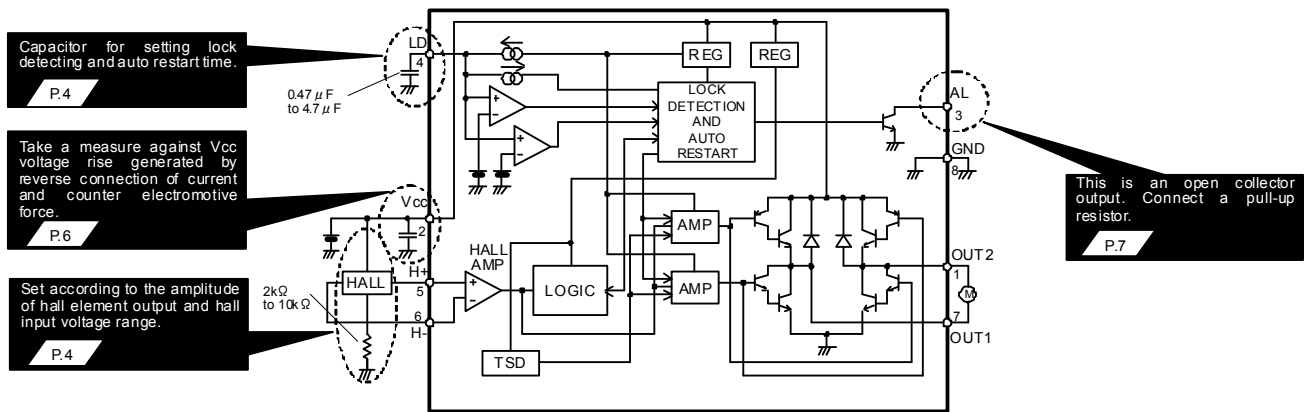 Capacitor for setting lock
detecting and auto restart time.
P.4
Take a measure against Vcc
voltage rise generated by
reverse connection of current
and counter electromotive
force.
P.6
Set according to the amplitude
of hall element output and hall
input voltage range.
P.4
LD
4
0.47μF
to 4.7μF
Vcc
2
HALL
2kΩ
to 10kΩ
H+
5
6
H-
HALL
AMP
+
-
+
-
+
-
REG
REG
LOCK
DETECTION
AND
AUTO
RESTART
LOGIC
TSD
AMP
AMP
AL
3
GND
8
OUT2
1
M
7
OUT1
This is an open collector
output. Connect a pull-up
resistor.
P.7